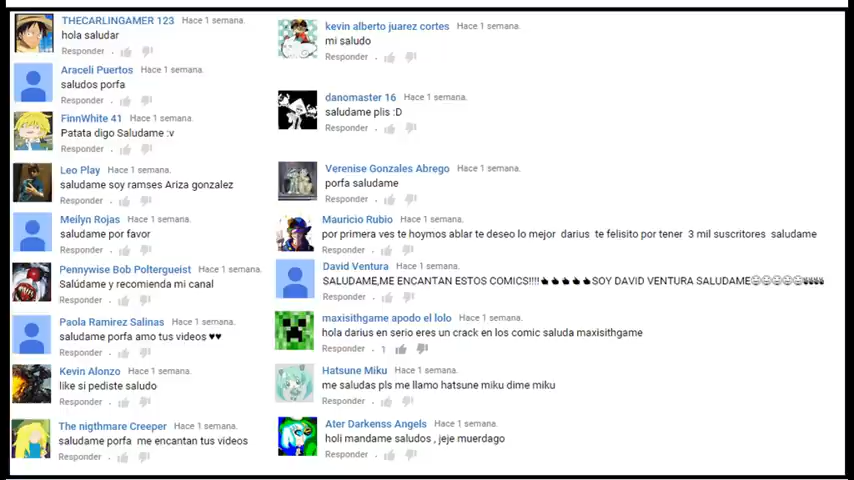 THECARLINGAMER 123 Hace 1 semana.
hola saludar
Responder
Araceli Puertos Hace 1 semana.
saludos porfa
Responder
FinnWhite 41 Hace 1 semana.
Patata digo Saludame :v
Responder
Leo Play Hace 1 semana.
saludame soy ramses Ariza gonzalez
Responder
Meilyn Rojas Hace 1 semana.
saludame por favor
Responder
Pennywise Bob Poltergueist Hace 1 semana.
Salúdame y recomienda mi canal
Responder
Paola Ramirez Salinas Hace 1 semana.
saludame porfa amo tus videos ♥♥
Responder
Kevin Alonzo Hace 1 semana.
like si pediste saludo
Responder
The nigthmare Creeper Hace 1 semana.
saludame porfa me encantan tus videos
Responder
kevin alberto juarez cortes Hace 1 semana.
mi saludo
Responder
danomaster 16 Hace 1 semana.
saludame plis :D
Responder
Verenise Gonzales Abrego Hace 1 semana.
porfa saludame
Responder
Mauricio Rubio Hace 1 semana.
por primera ves te hoymos ablar te deseo lo mejor darius te felisito por tener 3 mil suscritores saludame
Responder
David Ventura Hace 1 semana.
SALUDAME,ME ENCANTAN ESTOS COMICS!!!!SOY DAVID VENTURA SALUDAME
Responder
maxisithgame apodo el lolo Hace 1 semana.
hola darius en serio eres un crack en los comic saluda maxisithgame
Responder 1
Hatsune Miku Hace 1 semana.
me saludas pls me llamo hatsune miku dime miku
Responder
Ater Darkenss Angels Hace 1 semana.
holi mandame saludos , jeje muerdago
Responder